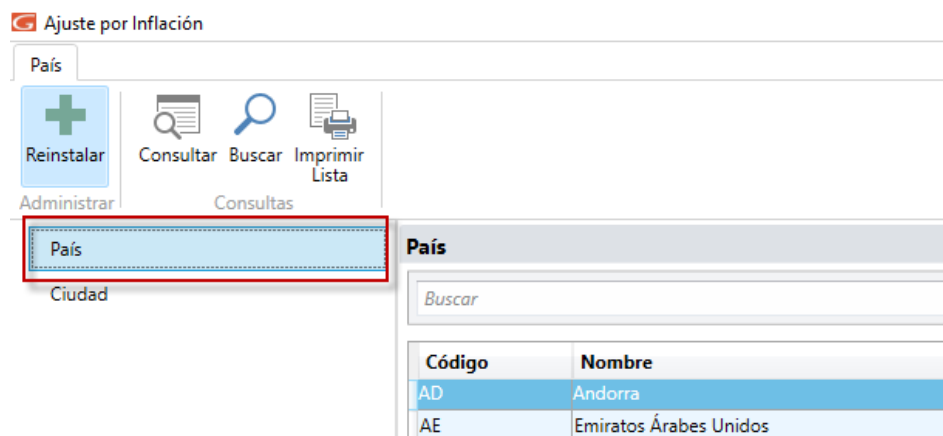 Ajuste por Inflación
País
Reinstalar
Consultar
Buscar
Imprimir
Lista
Administrar
Consultas
País
Ciudad
País
Buscar
Código Nombre
AD Andorra
AE Emiratos Árabes Unidos